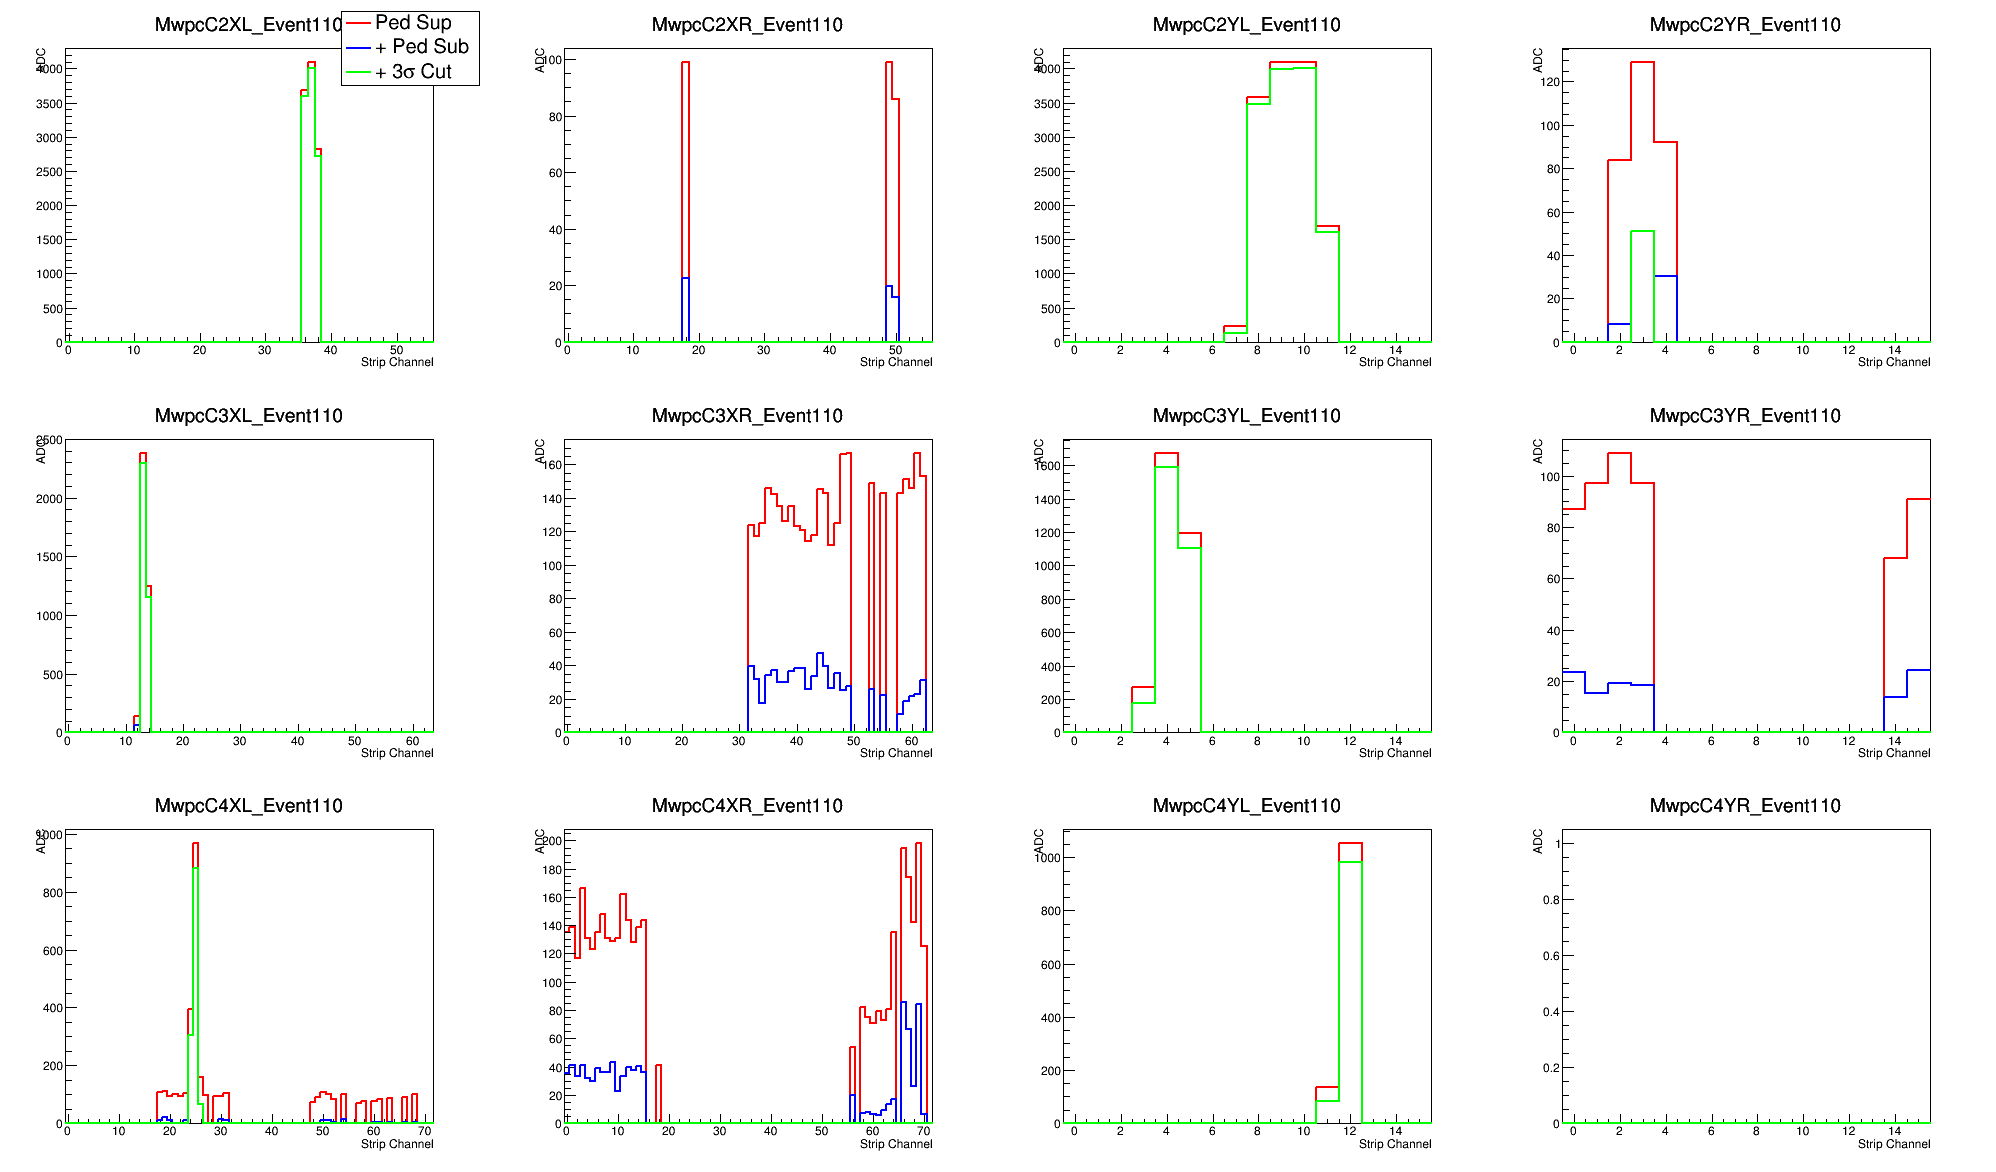 MwpcC2XL_Event110
Ped Sup
+ Ped Sub
+ 3σ Cut
ADC
4000
3500
3000
2500
2000
1500
1000
500
0
0 10 20 30 40 50
Strip Channel
MwpcC2XR_Event110
ADC
100
80
60
40
20
0
0 10 20 30 40 50
Strip Channel
MwpcC2YL_Event110
ADC
4000
3500
3000
2500
2000
1500
1000
500
0
0 2 4 6 8 10 12 14
Strip Channel
MwpcC2YR_Event110
ADC
120
100
80
60
40
20
0
0 2 4 6 8 10 12 14
Strip Channel
MwpcC3XL_Event110
ADC
2500
2000
1500
1000
500
0
0 10 20 30 40 50 60
Strip Channel
MwpcC3XR_Event110
ADC
160
140
120
100
80
60
40
20
0
0 10 20 30 40 50 60
Strip Channel
MwpcC3YL_Event110
ADC
1600
1400
1200
1000
800
600
400
200
0
0 2 4 6 8 10 12 14
Strip Channel
MwpcC3YR_Event110
ADC
100
80
60
40
20
0
0 2 4 6 8 10 12 14
Strip Channel
MwpcC4XL_Event110
ADC
1000
800
600
400
200
0
0 10 20 30 40 50 60 70
Strip Channel
MwpcC4XR_Event110
ADC
200
180
160
140
120
100
80
60
40
20
0
0 10 20 30 40 50 60 70
Strip Channel
MwpcC4YL_Event110
ADC
1000
800
600
400
200
0
0 2 4 6 8 10 12 14
Strip Channel
MwpcC4YR_Event110
ADC
1
0.8
0.6
0.4
0.2
0
0 2 4 6 8 10 12 14
Strip Channel